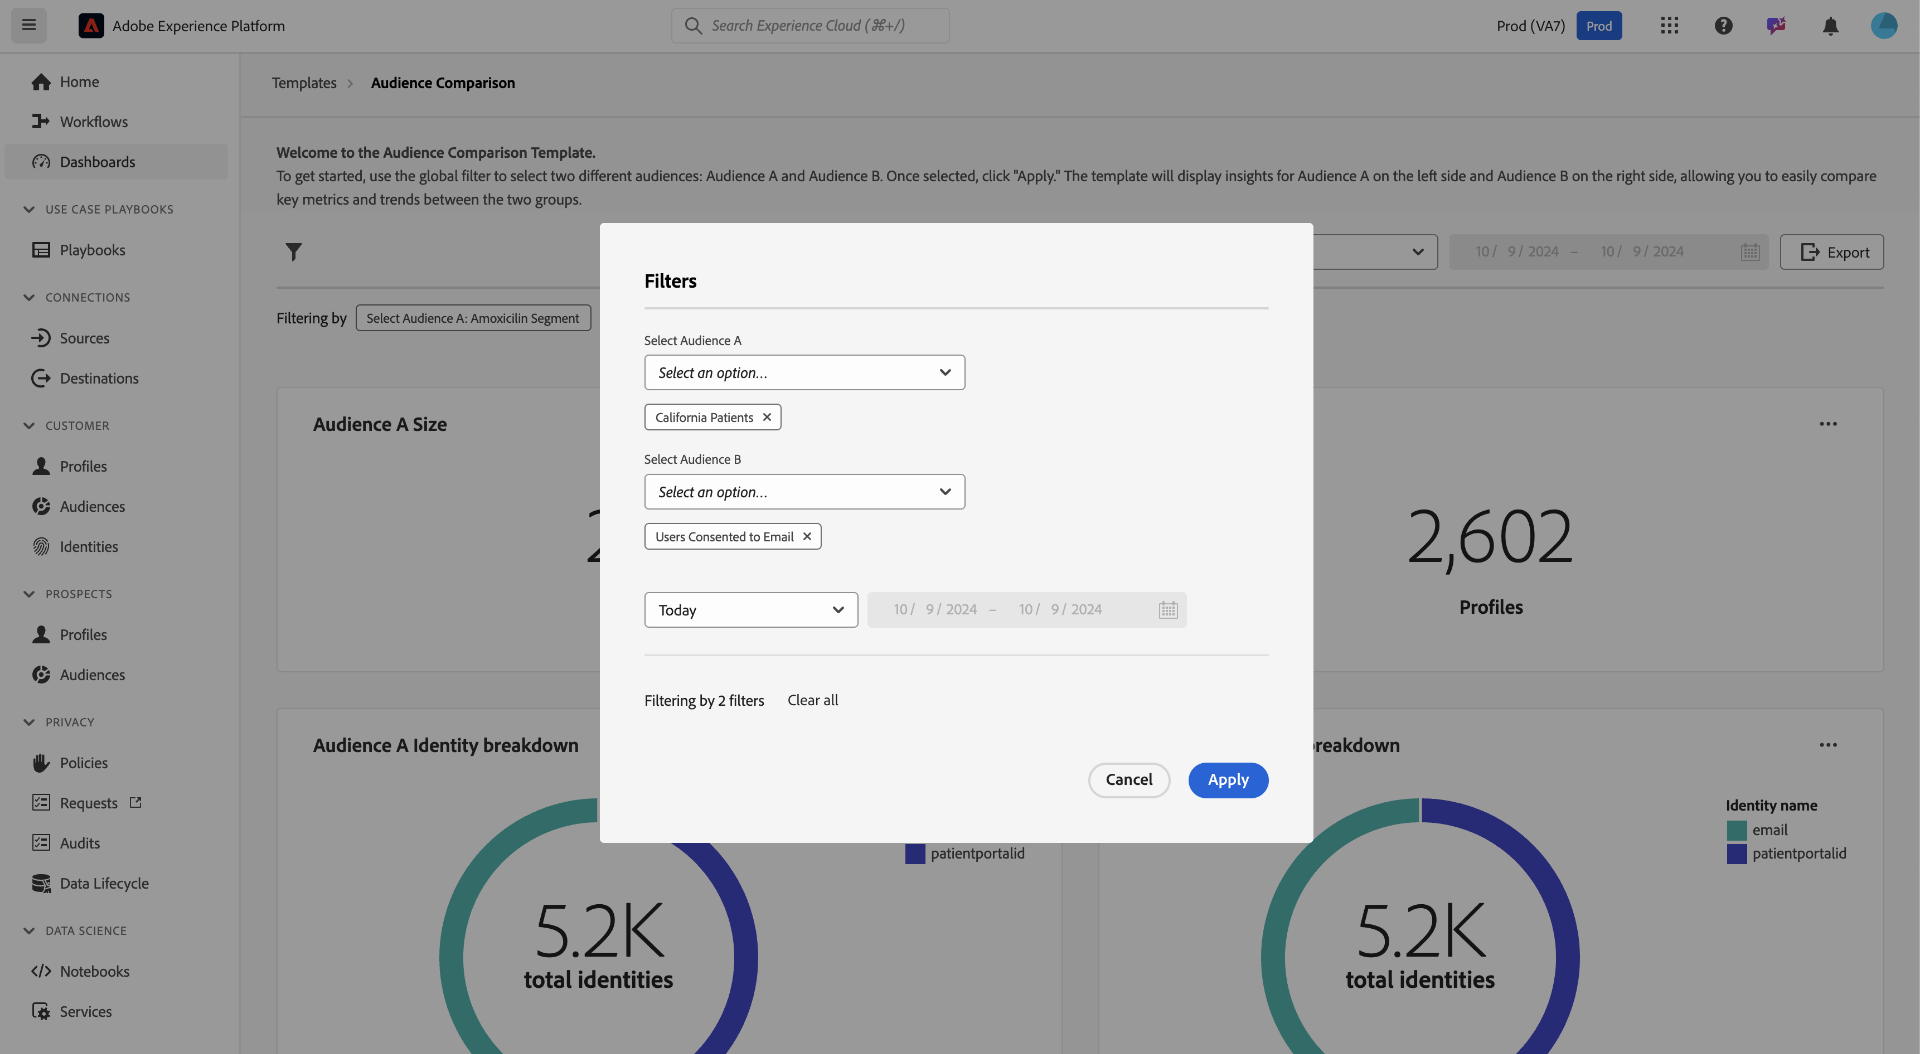 Adobe Experience Platform
Search Experience Cloud (⌘+/)
Prod (VA7)
Prod
Home
Workflows
Dashboards
USE CASE PLAYBOOKS
Playbooks
CONNECTIONS
Sources
Destinations
CUSTOMER
Profiles
Audiences
Identities
PROSPECTS
Profiles
Audiences
PRIVACY
Policies
Requests
Audits
Data Lifecycle
DATA SCIENCE
Notebooks
Services
Templates
Audience Comparison
Welcome to the Audience Comparison Template.
To get started, use the global filter to select two different audiences: Audience A and Audience B. Once selected, click "Apply." The template will display insights for Audience A on the left side and Audience B on the right side, allowing you to easily compare
key metrics and trends between the two groups.
10/ 9/2024 – 10/ 9/2024
Export
Filtering by
Select Audience A: Amoxicilin Segment
Filters
Select Audience A
Select an option...
California Patients
Select Audience B
Select an option...
Users Consented to Email
Today
10/ 9/2024 – 10/ 9/2024
Filtering by 2 filters
Clear all
Cancel
Apply
Audience A Size
2,602
Profiles
Audience A Identity breakdown
patientportalid
5.2K
total identities
reakdown
Identity name
email
patientportalid
5.2K
total identities